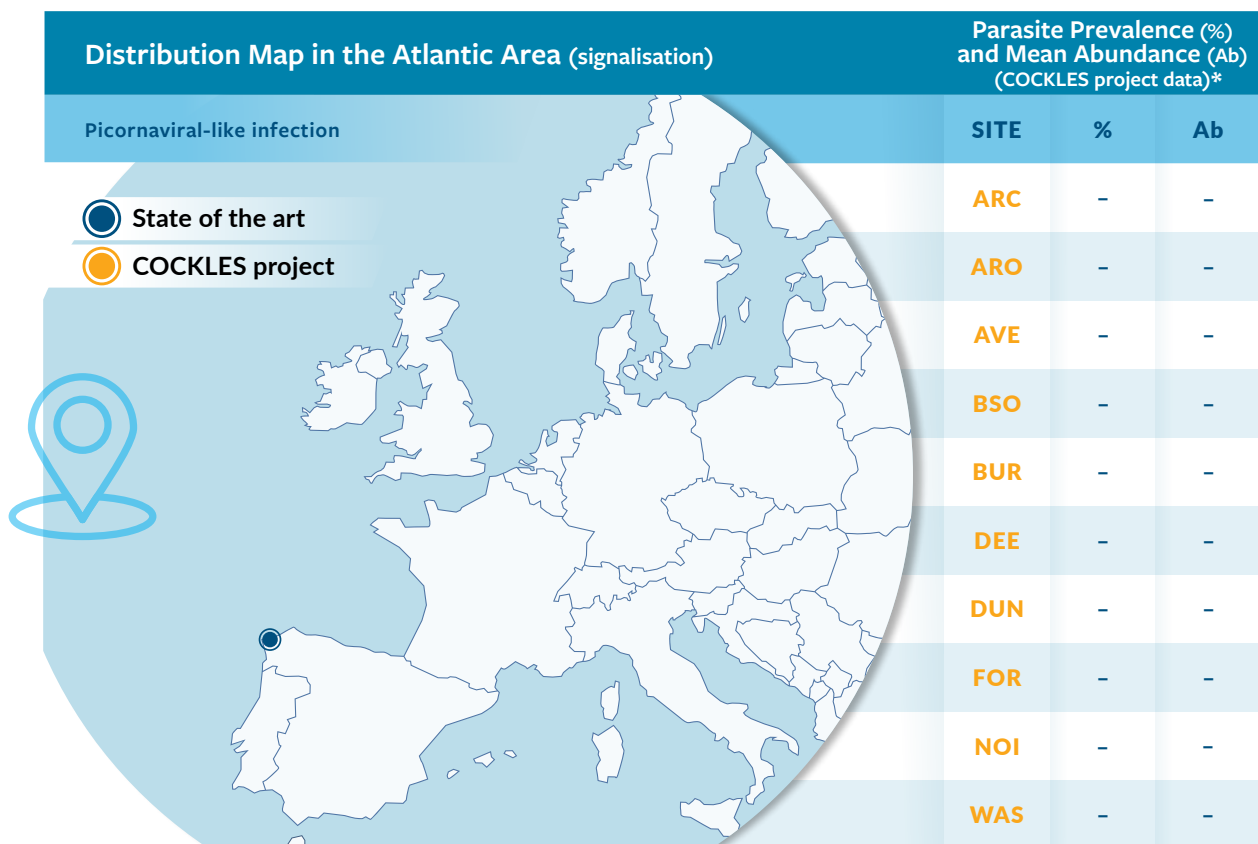 Distribution Map in the Atlantic Area (signalisation)
Parasite Prevalence (%)
and Mean Abundance (Ab)
(COCKLES project data)*
Picornaviral-like infection
SITE % Ab
State of the art
COCKLES project
ARC – –
ARO – –
AVE – –
BSO – –
BUR – –
DEE – –
DUN – –
FOR – –
NOI – –
WAS – –